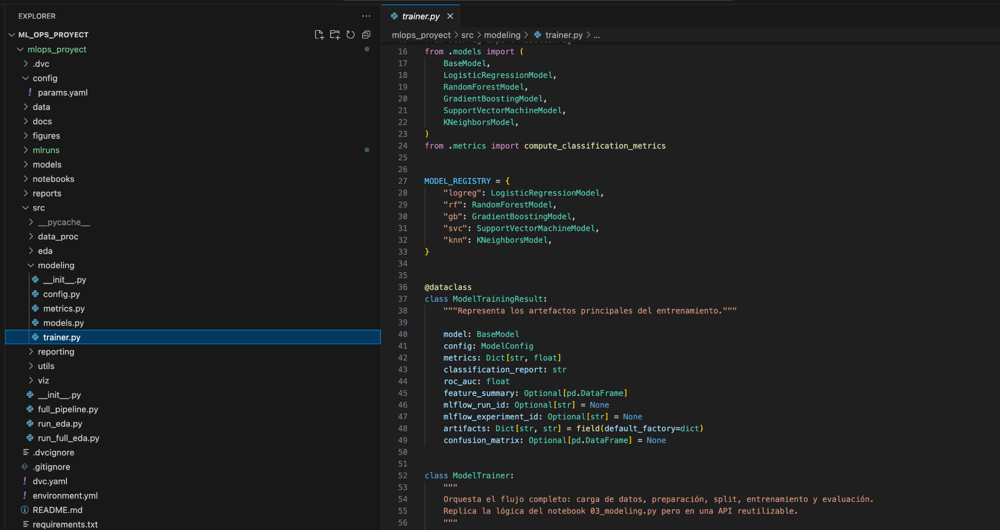 EXPLORER
ML_OPS_PROYECT
mlops_proyect
.dvc
config
! params.yaml
data
docs
figures
mlruns
models
notebooks
reports
src
__pycache__
data_proc
eda
modeling
__init__.py
config.py
metrics.py
models.py
trainer.py
reporting
utils
viz
__init__.py
full_pipeline.py
run_eda.py
run_full_eda.py
.dvcignore
.gitignore
! dvc.yaml
! environment.yml
README.md
requirements.txt
trainer.py
mlops_proyect > src > modeling > trainer.py > ...
16 from .models import (
17     BaseModel,
18     LogisticRegressionModel,
19     RandomForestModel,
20     GradientBoostingModel,
21     SupportVectorMachineModel,
22     KNeighborsModel,
23 )
24 from .metrics import compute_classification_metrics
25
26
27 MODEL_REGISTRY = {
28     "logreg": LogisticRegressionModel,
29     "rf": RandomForestModel,
30     "gb": GradientBoostingModel,
31     "svc": SupportVectorMachineModel,
32     "knn": KNeighborsModel,
33 }
34
35
36 @dataclass
37 class ModelTrainingResult:
38     """Representa los artefactos principales del entrenamiento."""
39
40     model: BaseModel
41     config: ModelConfig
42     metrics: Dict[str, float]
43     classification_report: str
44     roc_auc: float
45     feature_summary: Optional[pd.DataFrame]
46     mlflow_run_id: Optional[str] = None
47     mlflow_experiment_id: Optional[str] = None
48     artifacts: Dict[str, str] = field(default_factory=dict)
49     confusion_matrix: Optional[pd.DataFrame] = None
50
51
52 class ModelTrainer:
53     """
54     Orquesta el flujo completo: carga de datos, preparación, split, entrenamiento y evaluación.
55     Replica la lógica del notebook 03_modeling.py pero en una API reutilizable.
56     """